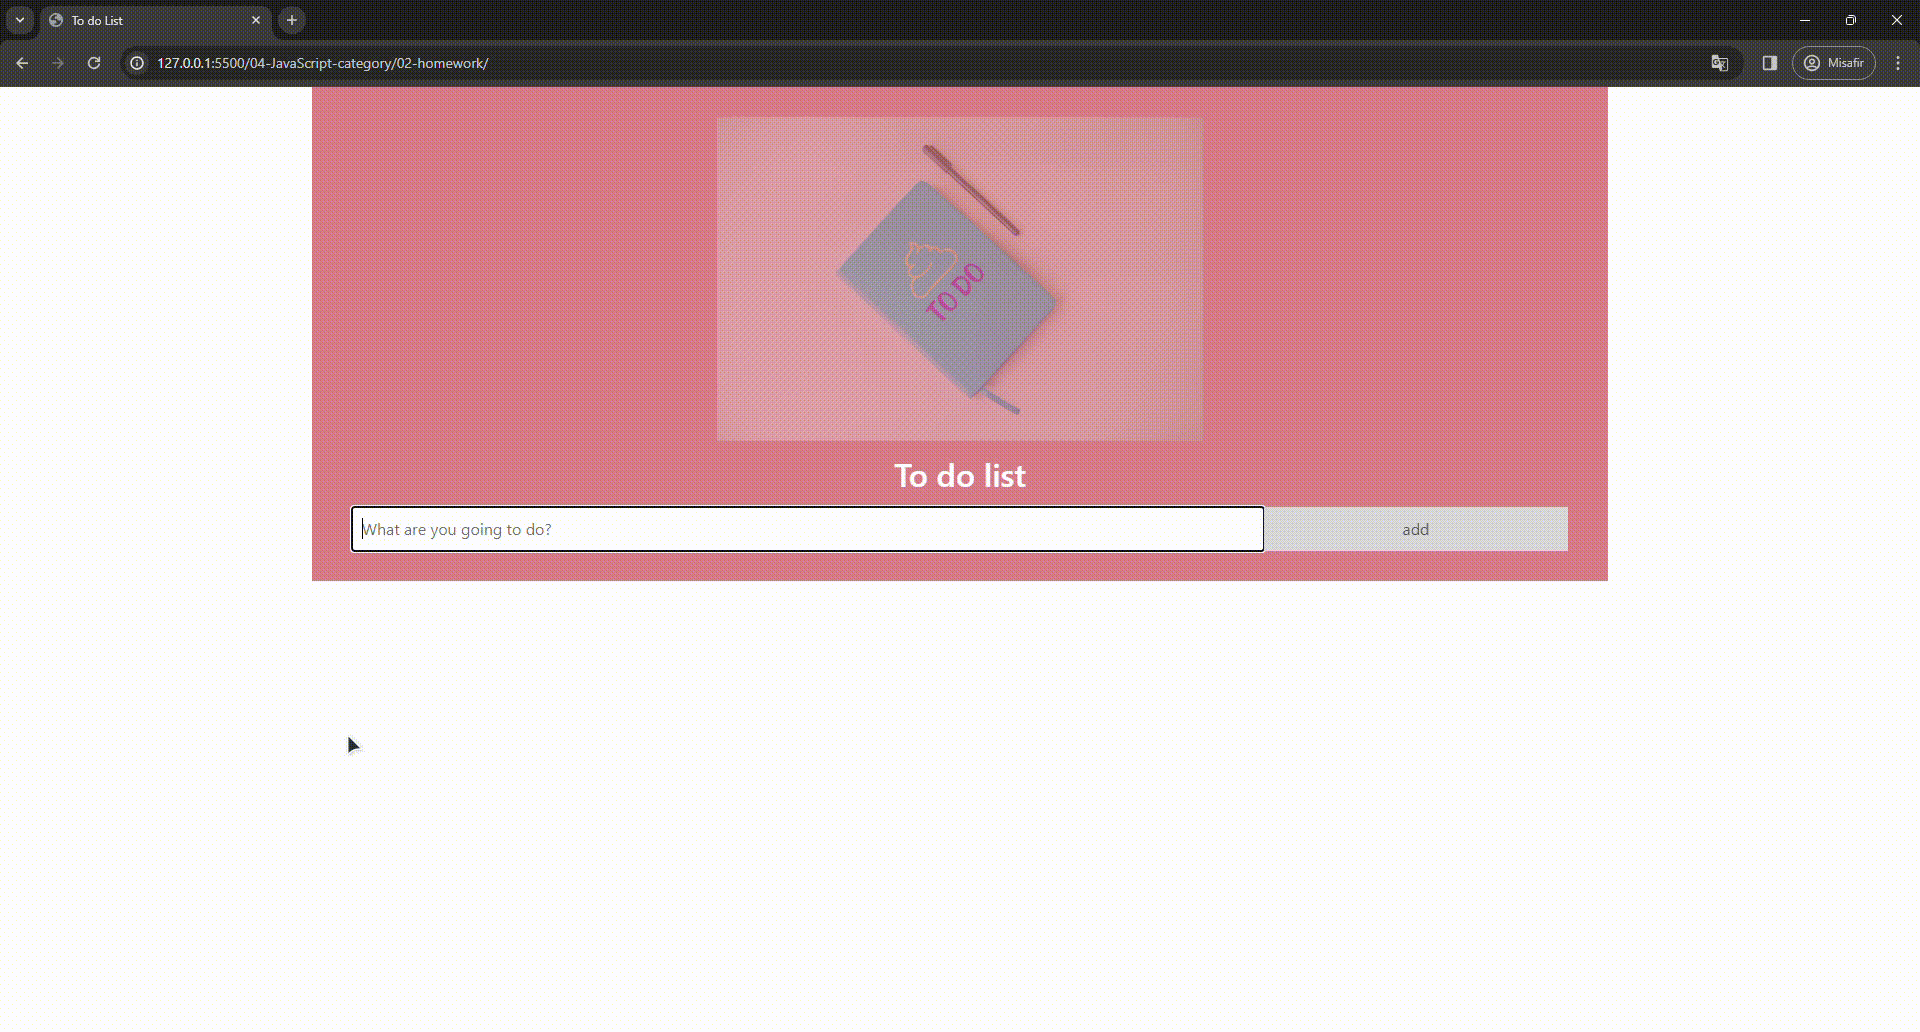 To do List
127.0.0.1:5500/04-JavaScript-category/02-homework/
Misafir
TO DO
To do list
What are you going to do?
add